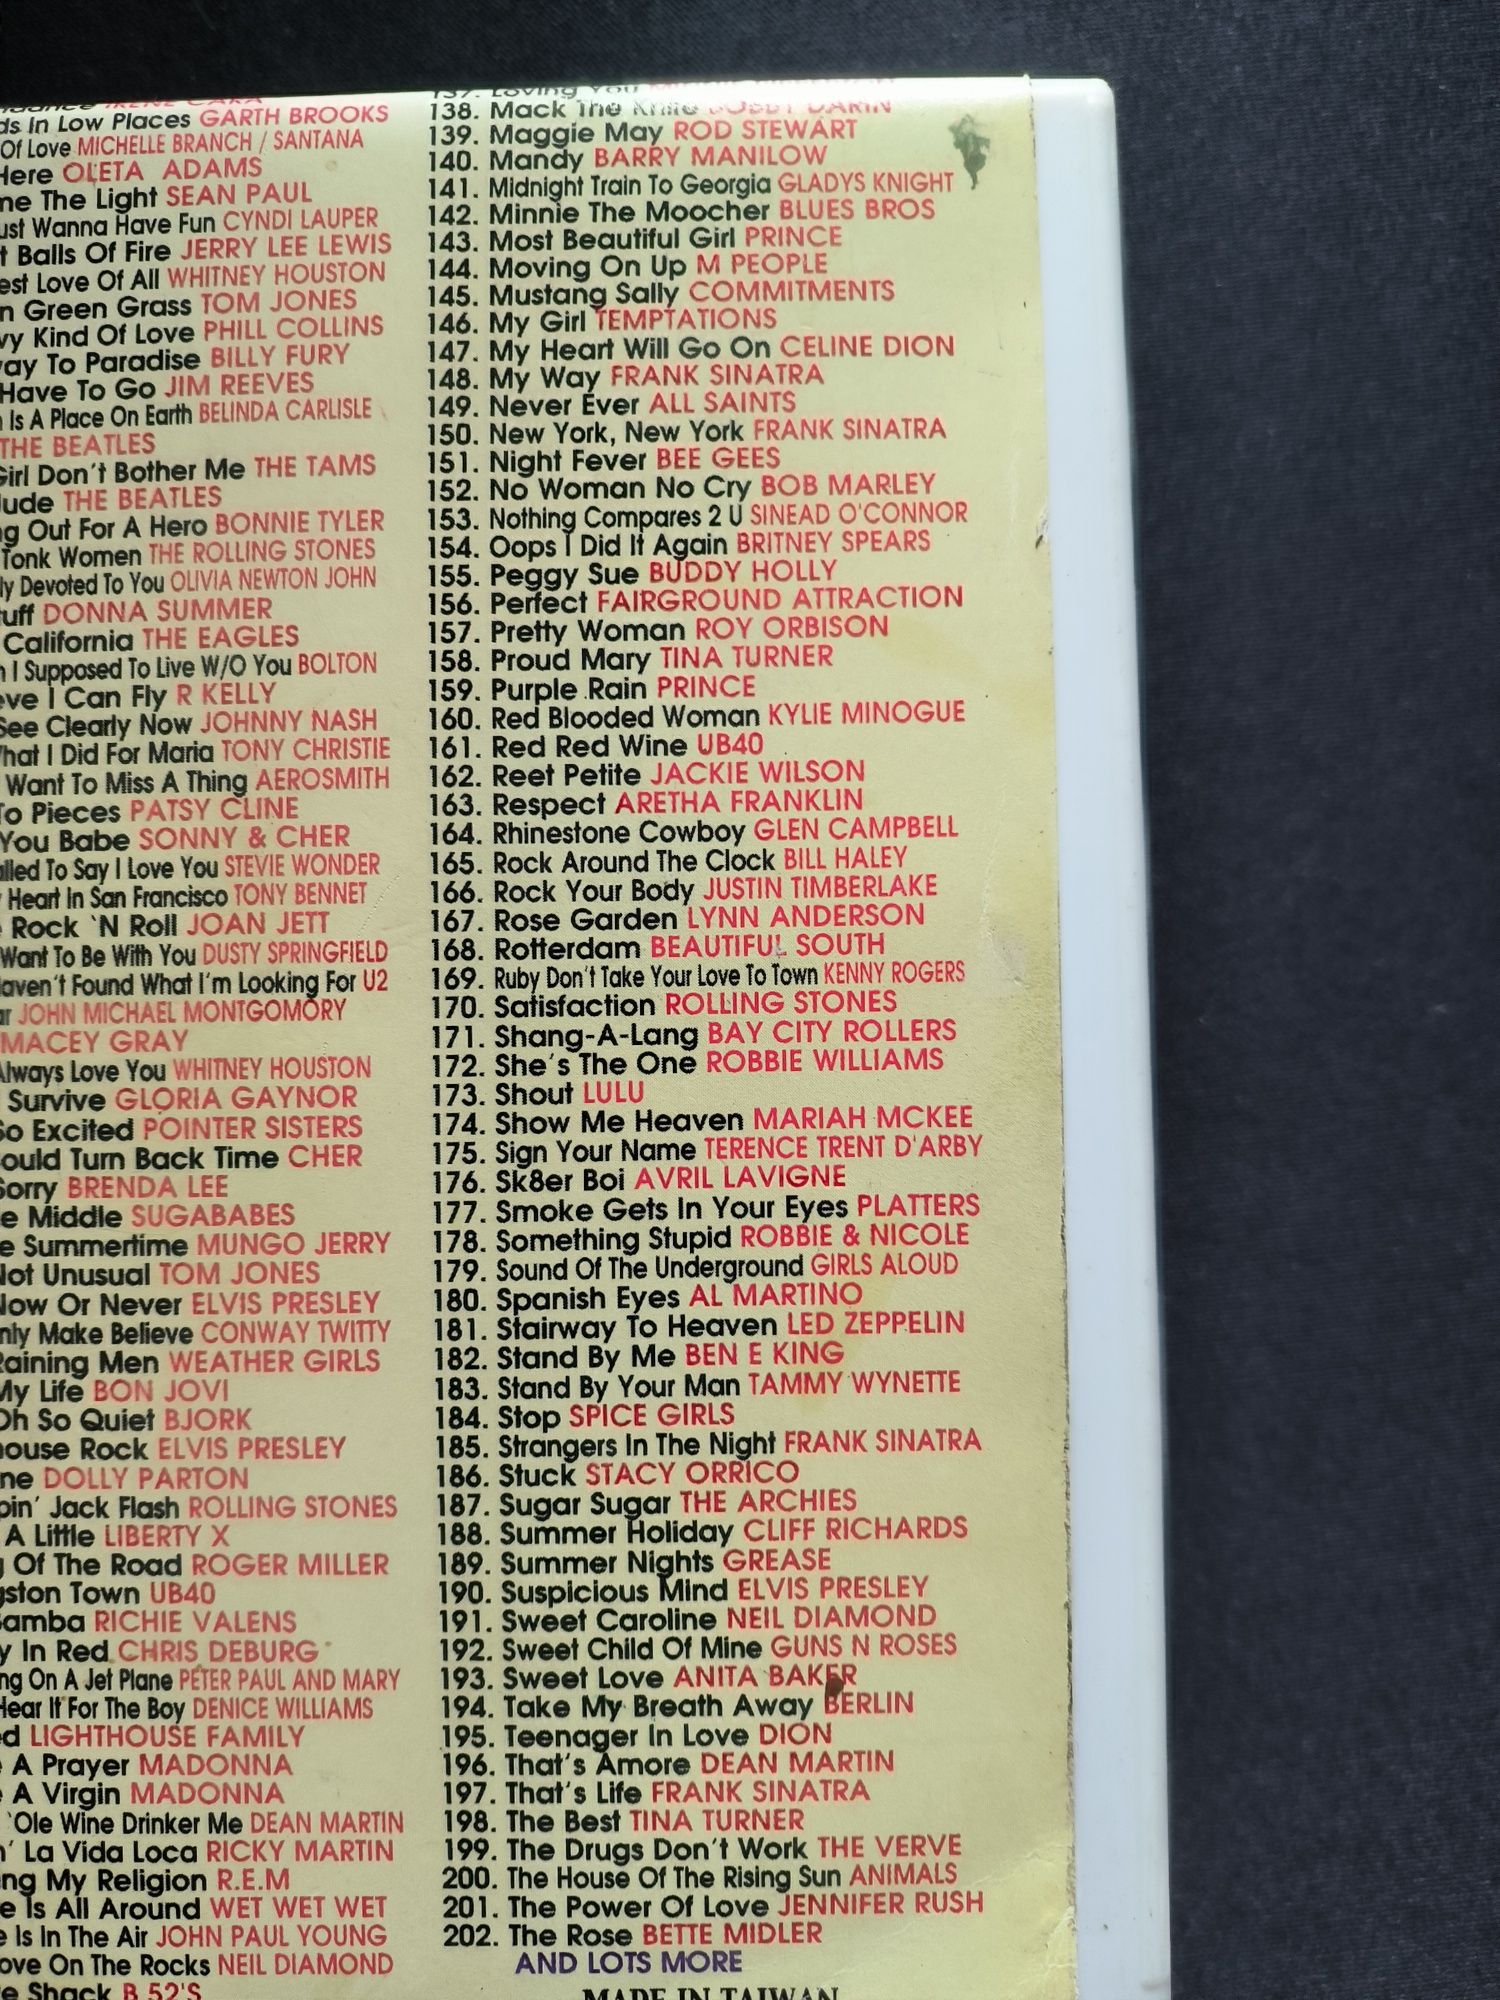 IRENE CARA
ds In Low Places GARTH BROOKS
Of Love MICHELLE BRANCH / SANTANA
Here OLETA ADAMS
me The Light SEAN PAUL
ust Wanna Have Fun CYNDI LAUPER
t Balls Of Fire JERRY LEE LEWIS
est Love Of All WHITNEY HOUSTON
n Green Grass TOM JONES
vy Kind Of Love PHILL COLLINS
way To Paradise BILLY FURY
Have To Go JIM REEVES
n Is A Place On Earth BELINDA CARLISLE
THE BEATLES
Girl Don't Bother Me THE TAMS
Jude THE BEATLES
ng Out For A Hero BONNIE TYLER
Tonk Women THE ROLLING STONES
ly Devoted To You OLIVIA NEWTON JOHN
tuff DONNA SUMMER
California THE EAGLES
n I Supposed To Live W/O You BOLTON
eve I Can Fly R KELLY
See Clearly Now JOHNNY NASH
What I Did For Maria TONY CHRISTIE
Want To Miss A Thing AEROSMITH
To Pieces PATSY CLINE
You Babe SONNY & CHER
alled To Say I Love You STEVIE WONDER
Heart In San Francisco TONY BENNET
Rock 'N Roll JOAN JETT
Want To Be With You DUSTY SPRINGFIELD
aven't Found What I'm Looking For U2
ar JOHN MICHAEL MONTGOMORY
MACEY GRAY
Always Love You WHITNEY HOUSTON
Survive GLORIA GAYNOR
So Excited POINTER SISTERS
ould Turn Back Time CHER
Sorry BRENDA LEE
e Middle SUGABABES
e Summertime MUNGO JERRY
Not Unusual TOM JONES
Now Or Never ELVIS PRESLEY
nly Make Believe CONWAY TWITTY
Raining Men WEATHER GIRLS
My Life BON JOVI
Oh So Quiet BJORK
house Rock ELVIS PRESLEY
ne DOLLY PARTON
pin' Jack Flash ROLLING STONES
A Little LIBERTY X
g Of The Road ROGER MILLER
gston Town UB40
Bamba RICHIE VALENS
y In Red CHRIS DEBURG
ng On A Jet Plane PETER PAUL AND MARY
Hear It For The Boy DENICE WILLIAMS
ed LIGHTHOUSE FAMILY
e A Prayer MADONNA
e A Virgin MADONNA
'Ole Wine Drinker Me DEAN MARTIN
n' La Vida Loca RICKY MARTIN
ng My Religion R.E.M
e Is All Around WET WET WET
e Is In The Air JOHN PAUL YOUNG
ove On The Rocks NEIL DIAMOND
e Shack B 52'S
137. Loving You
138. Mack The Knife BOBBY DARIN
139. Maggie May ROD STEWART
140. Mandy BARRY MANILOW
141. Midnight Train To Georgia GLADYS KNIGHT
142. Minnie The Moocher BLUES BROS
143. Most Beautiful Girl PRINCE
144. Moving On Up M PEOPLE
145. Mustang Sally COMMITMENTS
146. My Girl TEMPTATIONS
147. My Heart Will Go On CELINE DION
148. My Way FRANK SINATRA
149. Never Ever ALL SAINTS
150. New York, New York FRANK SINATRA
151. Night Fever BEE GEES
152. No Woman No Cry BOB MARLEY
153. Nothing Compares 2 U SINEAD O'CONNOR
154. Oops I Did It Again BRITNEY SPEARS
155. Peggy Sue BUDDY HOLLY
156. Perfect FAIRGROUND ATTRACTION
157. Pretty Woman ROY ORBISON
158. Proud Mary TINA TURNER
159. Purple Rain PRINCE
160. Red Blooded Woman KYLIE MINOGUE
161. Red Red Wine UB40
162. Reet Petite JACKIE WILSON
163. Respect ARETHA FRANKLIN
164. Rhinestone Cowboy GLEN CAMPBELL
165. Rock Around The Clock BILL HALEY
166. Rock Your Body JUSTIN TIMBERLAKE
167. Rose Garden LYNN ANDERSON
168. Rotterdam BEAUTIFUL SOUTH
169. Ruby Don't Take Your Love To Town KENNY ROGERS
170. Satisfaction ROLLING STONES
171. Shang-A-Lang BAY CITY ROLLERS
172. She's The One ROBBIE WILLIAMS
173. Shout LULU
174. Show Me Heaven MARIAH MCKEE
175. Sign Your Name TERENCE TRENT D'ARBY
176. Sk8er Boi AVRIL LAVIGNE
177. Smoke Gets In Your Eyes PLATTERS
178. Something Stupid ROBBIE & NICOLE
179. Sound Of The Underground GIRLS ALOUD
180. Spanish Eyes AL MARTINO
181. Stairway To Heaven LED ZEPPELIN
182. Stand By Me BEN E KING
183. Stand By Your Man TAMMY WYNETTE
184. Stop SPICE GIRLS
185. Strangers In The Night FRANK SINATRA
186. Stuck STACY ORRICO
187. Sugar Sugar THE ARCHIES
188. Summer Holiday CLIFF RICHARDS
189. Summer Nights GREASE
190. Suspicious Mind ELVIS PRESLEY
191. Sweet Caroline NEIL DIAMOND
192. Sweet Child Of Mine GUNS N ROSES
193. Sweet Love ANITA BAKER
194. Take My Breath Away BERLIN
195. Teenager In Love DION
196. That's Amore DEAN MARTIN
197. That's Life FRANK SINATRA
198. The Best TINA TURNER
199. The Drugs Don't Work THE VERVE
200. The House Of The Rising Sun ANIMALS
201. The Power Of Love JENNIFER RUSH
202. The Rose BETTE MIDLER
AND LOTS MORE
MADE IN TAIWAN